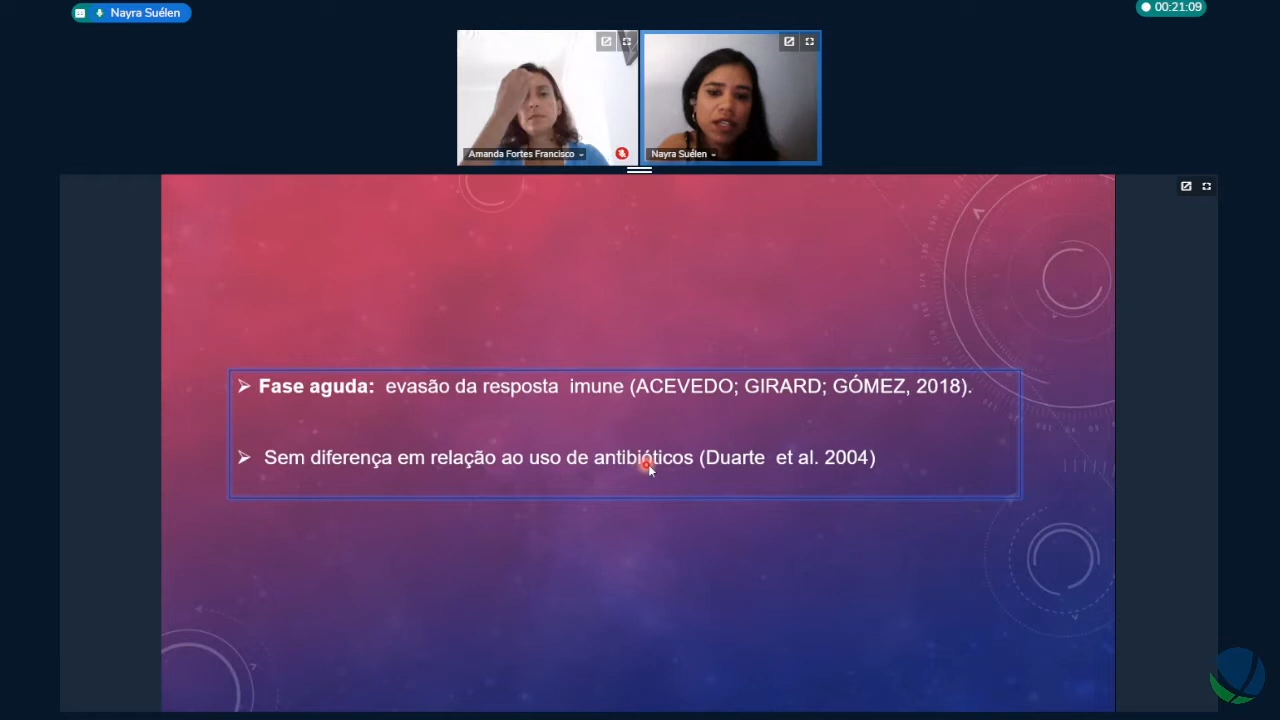 Nayra Suélen
00:21:09
Amanda Fortes Francisco
Nayra Suélen
Fase aguda: evasão da resposta imune (ACEVEDO; GIRARD; GÓMEZ, 2018).
Sem diferença em relação ao uso de antibióticos (Duarte et al. 2004)